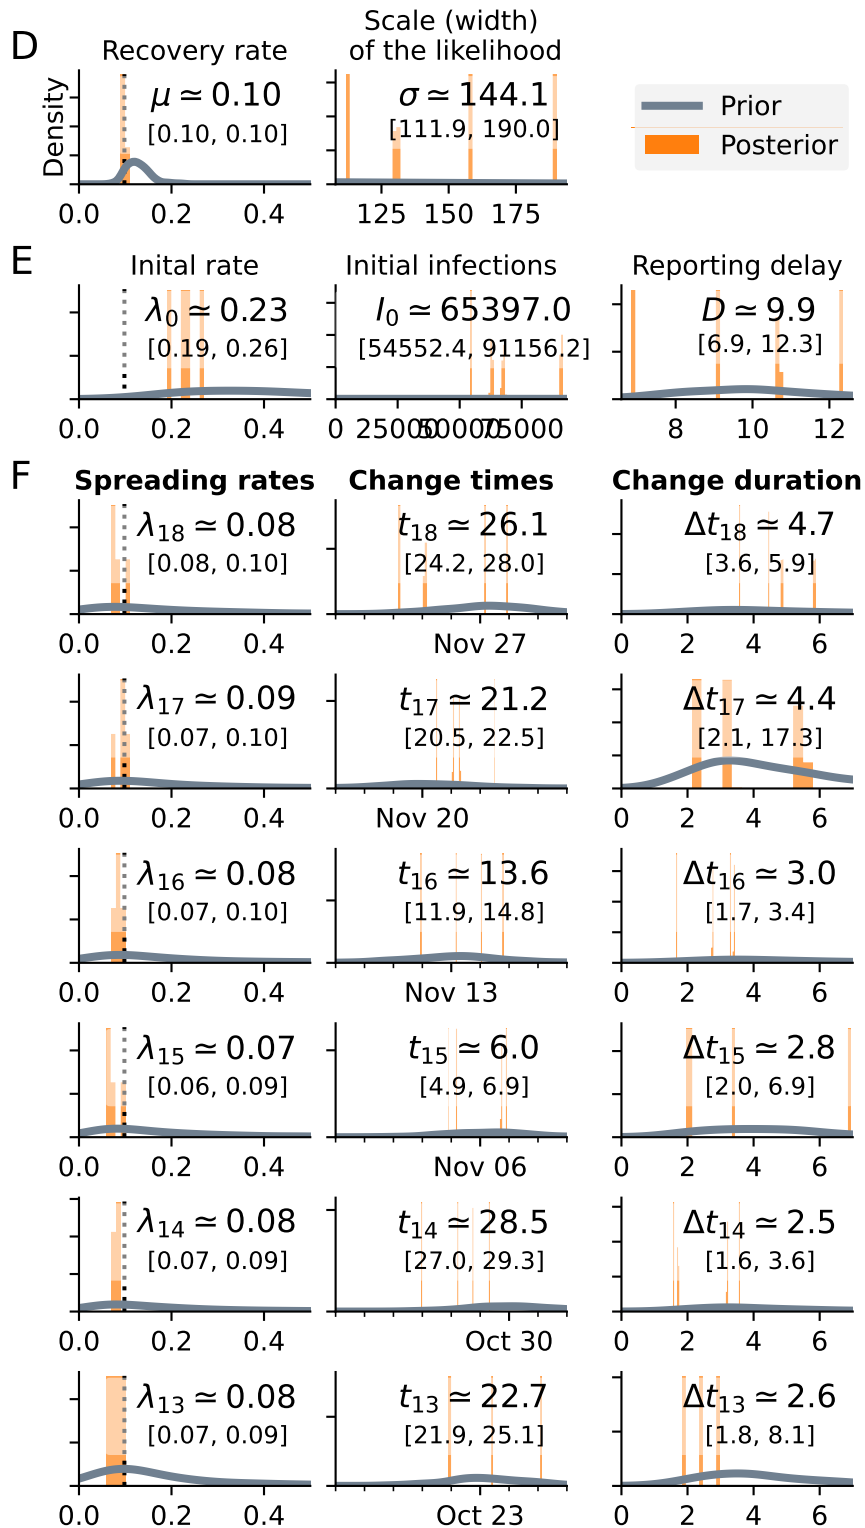 D
Recovery rate
Scale (width)
of the likelihood
Density
μ ≃ 0.10
[0.10, 0.10]
σ ≃ 144.1
[111.9, 190.0]
Prior
Posterior
0.0 0.2 0.4
125 150 175
E
Inital rate
Initial infections
Reporting delay
λ0 ≃ 0.23
[0.19, 0.26]
I0 ≃ 65397.0
[54552.4, 91156.2]
D ≃ 9.9
[6.9, 12.3]
0.0 0.2 0.4
0 25000 50000 75000
8 10 12
F
Spreading rates
Change times
Change duration
λ18 ≃ 0.08
[0.08, 0.10]
t18 ≃ 26.1
[24.2, 28.0]
Δt18 ≃ 4.7
[3.6, 5.9]
0.0 0.2 0.4
Nov 27
0 2 4 6
λ17 ≃ 0.09
[0.07, 0.10]
t17 ≃ 21.2
[20.5, 22.5]
Δt17 ≃ 4.4
[2.1, 17.3]
0.0 0.2 0.4
Nov 20
0 2 4 6
λ16 ≃ 0.08
[0.07, 0.10]
t16 ≃ 13.6
[11.9, 14.8]
Δt16 ≃ 3.0
[1.7, 3.4]
0.0 0.2 0.4
Nov 13
0 2 4 6
λ15 ≃ 0.07
[0.06, 0.09]
t15 ≃ 6.0
[4.9, 6.9]
Δt15 ≃ 2.8
[2.0, 6.9]
0.0 0.2 0.4
Nov 06
0 2 4 6
λ14 ≃ 0.08
[0.07, 0.09]
t14 ≃ 28.5
[27.0, 29.3]
Δt14 ≃ 2.5
[1.6, 3.6]
0.0 0.2 0.4
Oct 30
0 2 4 6
λ13 ≃ 0.08
[0.07, 0.09]
t13 ≃ 22.7
[21.9, 25.1]
Δt13 ≃ 2.6
[1.8, 8.1]
0.0 0.2 0.4
Oct 23
0 2 4 6